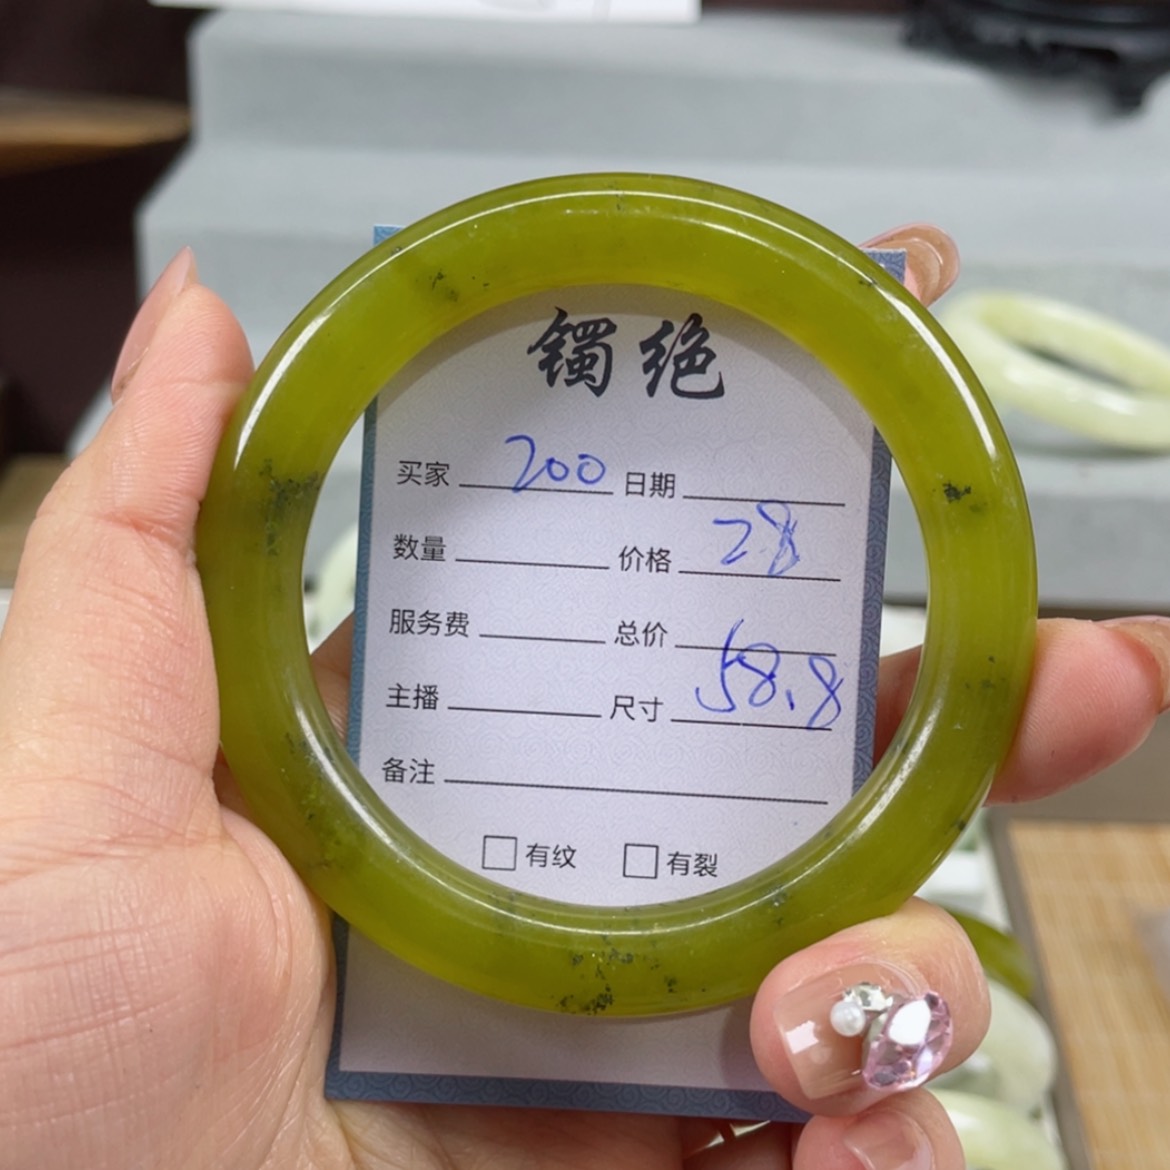 镯绝
买家 200 日期
数量 价格 28
服务费 总价
主播 尺寸 58.8
备注
有纹 有裂